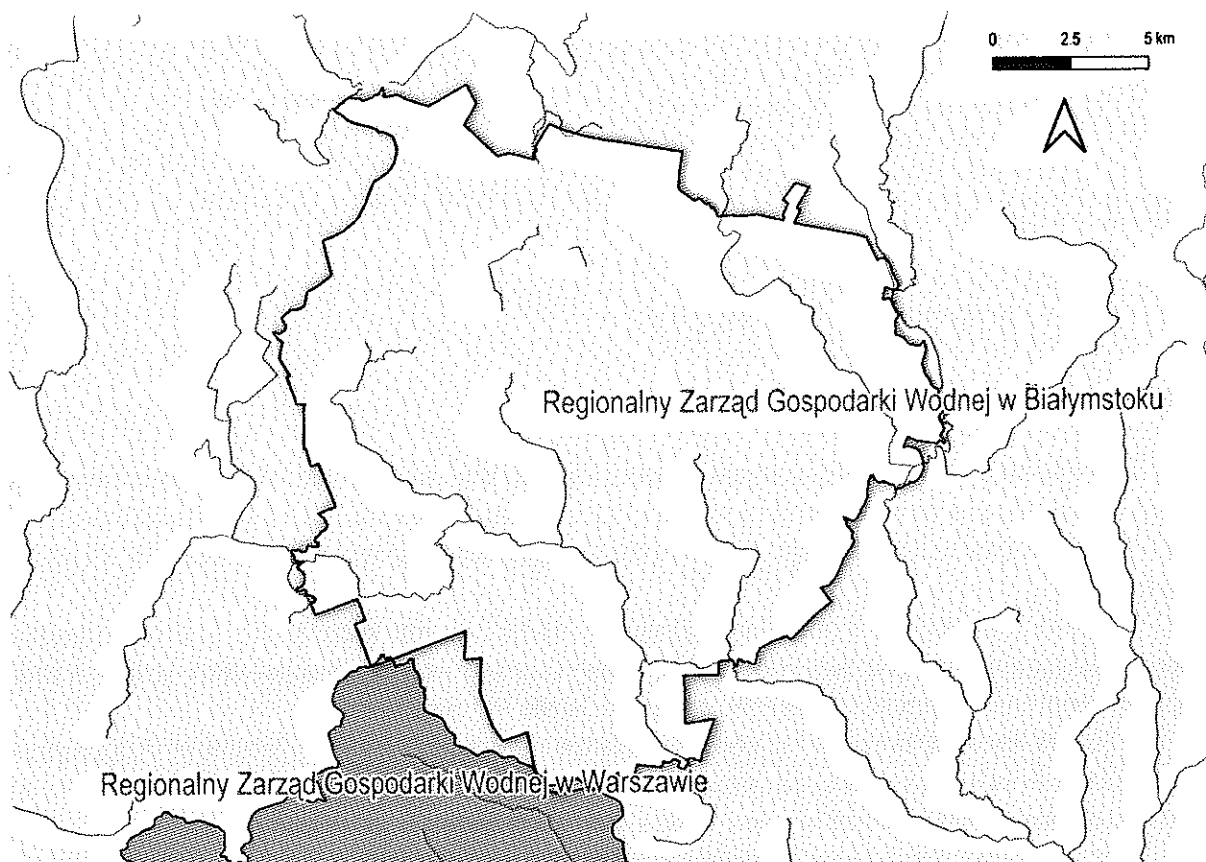 0 2.5 5 km
Regionalny Zarząd Gospodarki Wodnej w Białymstoku
Regionalny Zarząd Gospodarki Wodnej w Warszawie